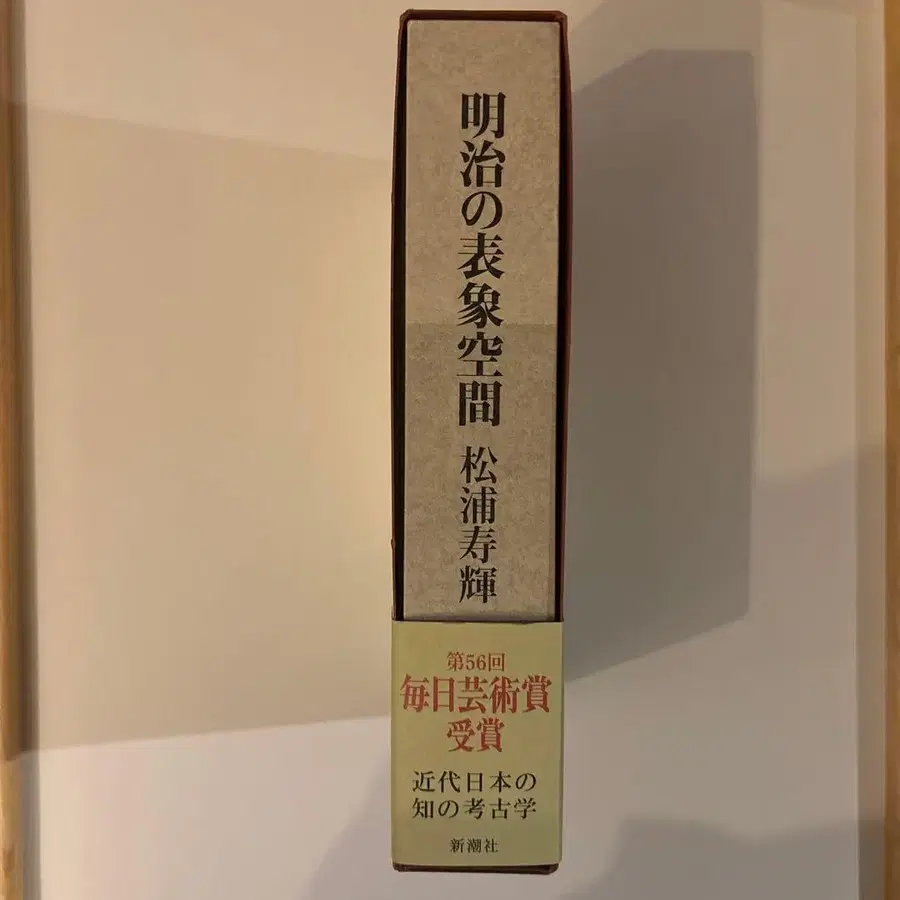 明治の表象空間 松浦寿輝
第56回
毎日芸術賞
受賞
近代日本の
知の考古学
新潮社